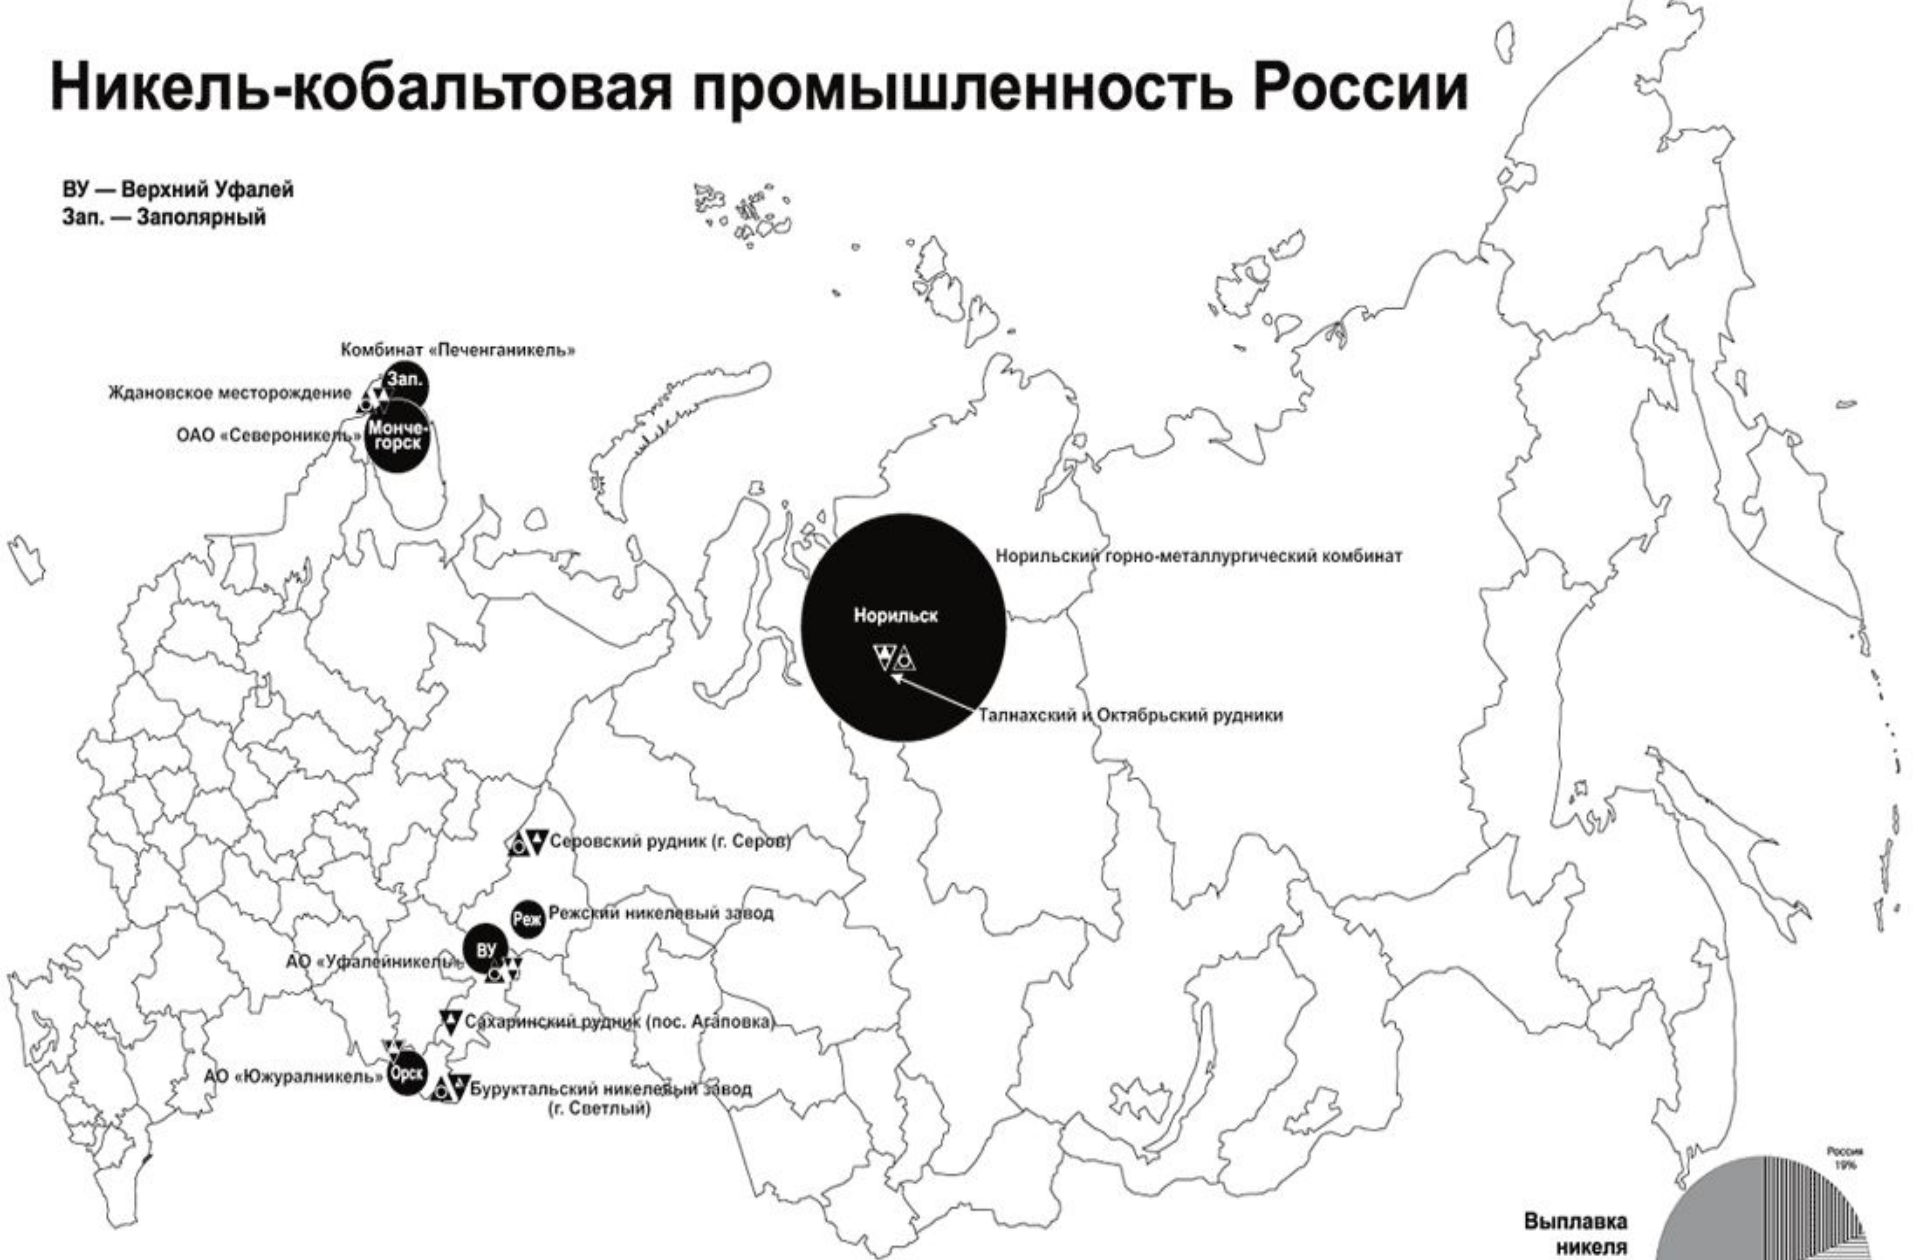 Никель-кобальтовая промышленность России
ВУ — Верхний Уфалей
Зап. — Заполярный
Комбинат «Печенганикель»
Зап.
Ждановское месторождение
ОАО «Североникель»
Монче-
горск
Норильский горно-металлургический комбинат
Норильск
Талнахский и Октябрьский рудники
Серовский рудник (г. Серов)
Реж
Режский никелевый завод
ВУ
АО «Уфалейникель»
Сахаринский рудник (пос. Агаповка)
АО «Южуралникель»
Орск
Буруктальский никелевый завод
(г. Светлый)
Россия
19%
Выплавка
никеля